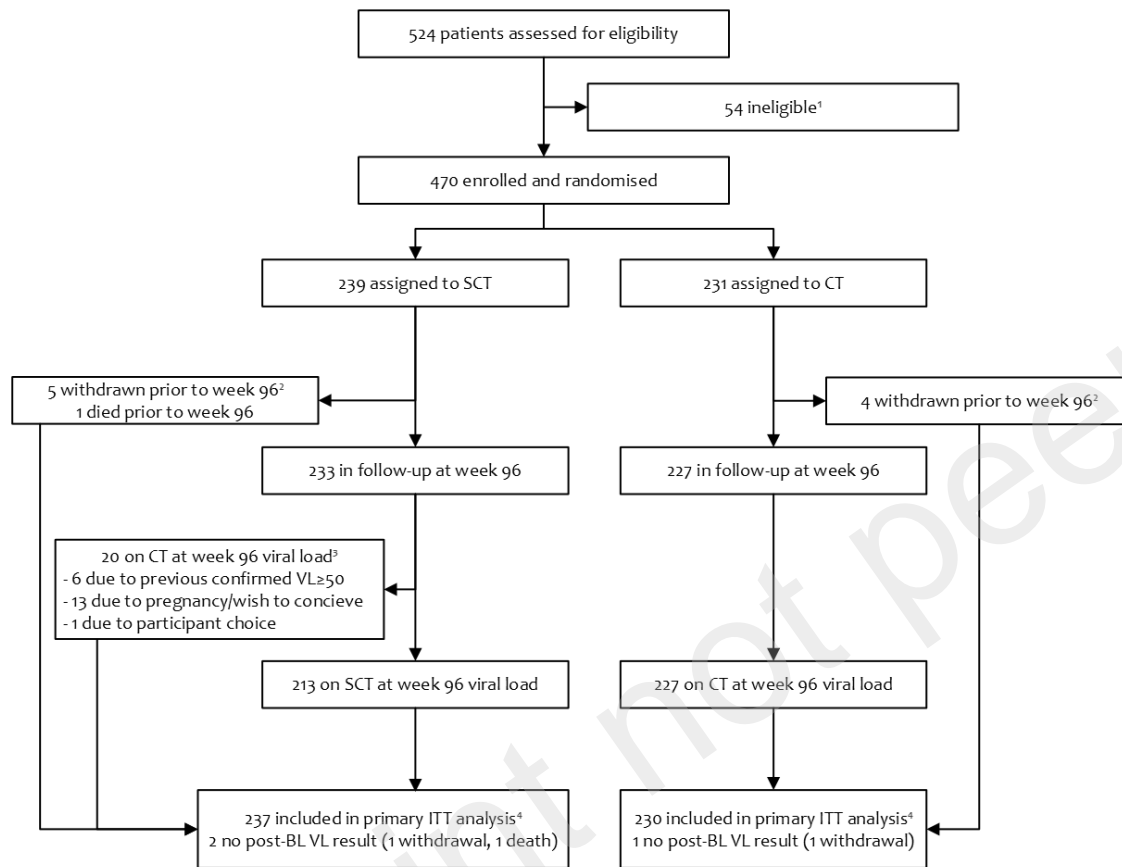 524 patients assessed for eligibility
54 ineligible¹
470 enrolled and randomised
239 assigned to SCT
231 assigned to CT
5 withdrawn prior to week 96²
1 died prior to week 96
4 withdrawn prior to week 96²
233 in follow-up at week 96
227 in follow-up at week 96
20 on CT at week 96 viral load³
- 6 due to previous confirmed VL≥50
- 13 due to pregnancy/wish to concieve
- 1 due to participant choice
213 on SCT at week 96 viral load
227 on CT at week 96 viral load
237 included in primary ITT analysis⁴
2 no post-BL VL result (1 withdrawal, 1 death)
230 included in primary ITT analysis⁴
1 no post-BL VL result (1 withdrawal)
int not peer